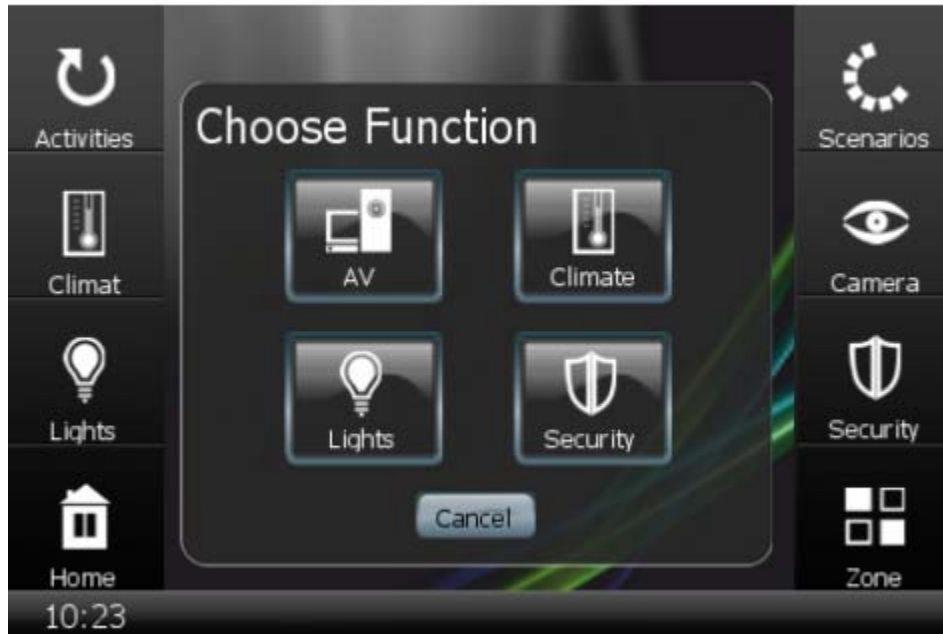 Activities
Climat
Lights
Home
10:23
Choose Function
AV
Climate
Lights
Security
Cancel
Scenarios
Camera
Security
Zone